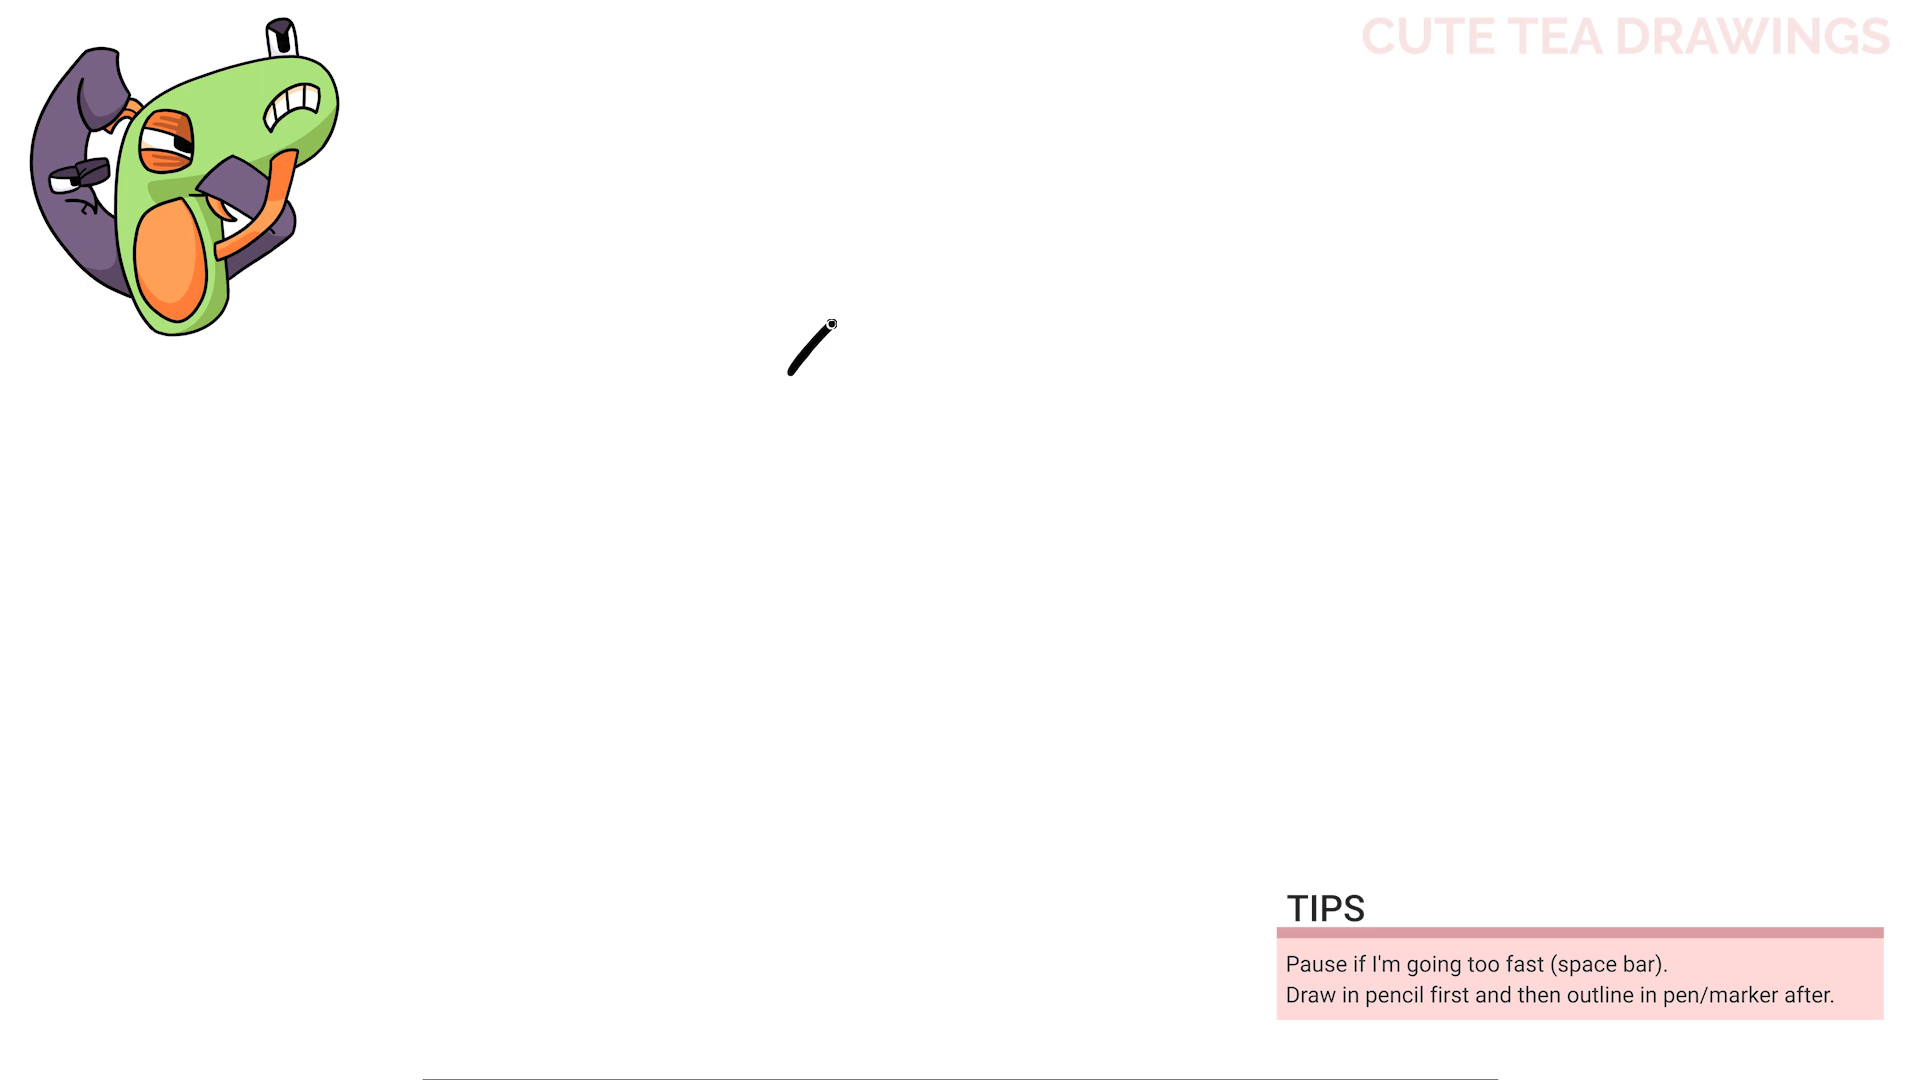 CUTE TEA DRAWINGS
TIPS
Pause if I'm going too fast (space bar).
Draw in pencil first and then outline in pen/marker after.